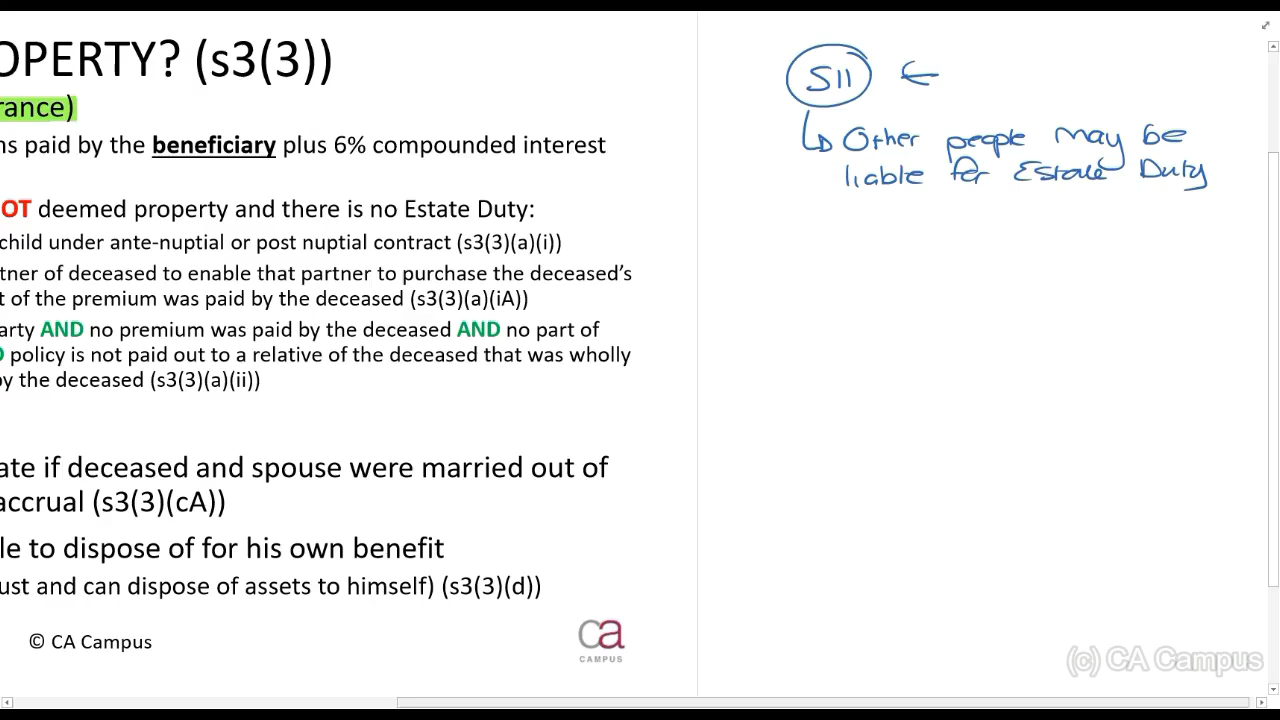 OPERTY? (s3(3))
rance)
ns paid by the beneficiary plus 6% compounded interest
OT deemed property and there is no Estate Duty:
child under ante-nuptial or post nuptial contract (s3(3)(a)(i))
tner of deceased to enable that partner to purchase the deceased’s
t of the premium was paid by the deceased (s3(3)(a)(iA))
arty AND no premium was paid by the deceased AND no part of
D policy is not paid out to a relative of the deceased that was wholly
by the deceased (s3(3)(a)(ii))
ate if deceased and spouse were married out of
accrual (s3(3)(cA))
le to dispose of for his own benefit
ust and can dispose of assets to himself) (s3(3)(d))
© CA Campus
ca
CAMPUS
S11
Other people may be
liable for Estate Duty
(c) CA Campus